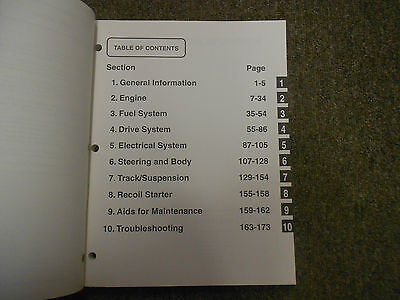 TABLE OF CONTENTS
Section Page
1. General Information 1-5 1
2. Engine 7-34 2
3. Fuel System 35-54 3
4. Drive System 55-86 4
5. Electrical System 87-105 5
6. Steering and Body 107-128 6
7. Track/Suspension 129-154 7
8. Recoil Starter 155-158 8
9. Aids for Maintenance 159-162 9
10. Troubleshooting 163-173 10